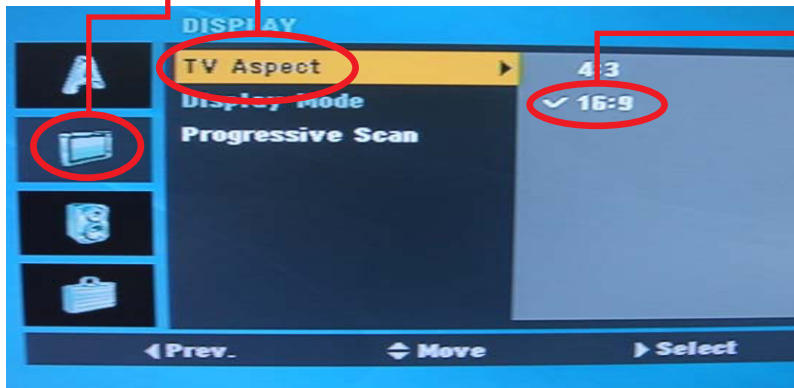 DISPLAY
TV Aspect
4:3
Display Mode
✓ 16:9
Progressive Scan
Prev.
Move
Select